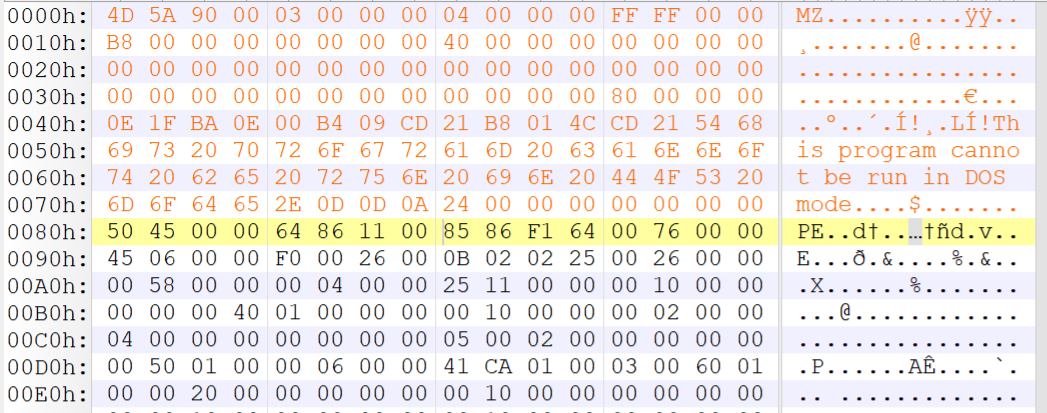 0000h: 4D 5A 90 00 03 00 00 00 04 00 00 00 FF FF 00 00 MZ..........ÿÿ..
0010h: B8 00 00 00 00 00 00 00 40 00 00 00 00 00 00 00 ¸.......@.......
0020h: 00 00 00 00 00 00 00 00 00 00 00 00 00 00 00 00 ................
0030h: 00 00 00 00 00 00 00 00 00 00 00 00 80 00 00 00 ............€...
0040h: 0E 1F BA 0E 00 B4 09 CD 21 B8 01 4C CD 21 54 68 ..º..´.Í!¸.LÍ!Th
0050h: 69 73 20 70 72 6F 67 72 61 6D 20 63 61 6E 6E 6F is program canno
0060h: 74 20 62 65 20 72 75 6E 20 69 6E 20 44 4F 53 20 t be run in DOS
0070h: 6D 6F 64 65 2E 0D 0D 0A 24 00 00 00 00 00 00 00 mode....$.......
0080h: 50 45 00 00 64 86 11 00 85 86 F1 64 00 76 00 00 PE..d†..…†ñd.v..
0090h: 45 06 00 00 F0 00 26 00 0B 02 02 25 00 26 00 00 E...ð.&....%.&..
00A0h: 00 58 00 00 00 04 00 00 25 11 00 00 00 10 00 00 .X......%.......
00B0h: 00 00 00 40 01 00 00 00 00 10 00 00 00 02 00 00 ...@............
00C0h: 04 00 00 00 00 00 00 00 05 00 02 00 00 00 00 00 ................
00D0h: 00 50 01 00 00 06 00 00 41 CA 01 00 03 00 60 01 .P......AÊ....`.
00E0h: 00 00 20 00 00 00 00 00 00 10 00 00 00 00 00 00 .. .............